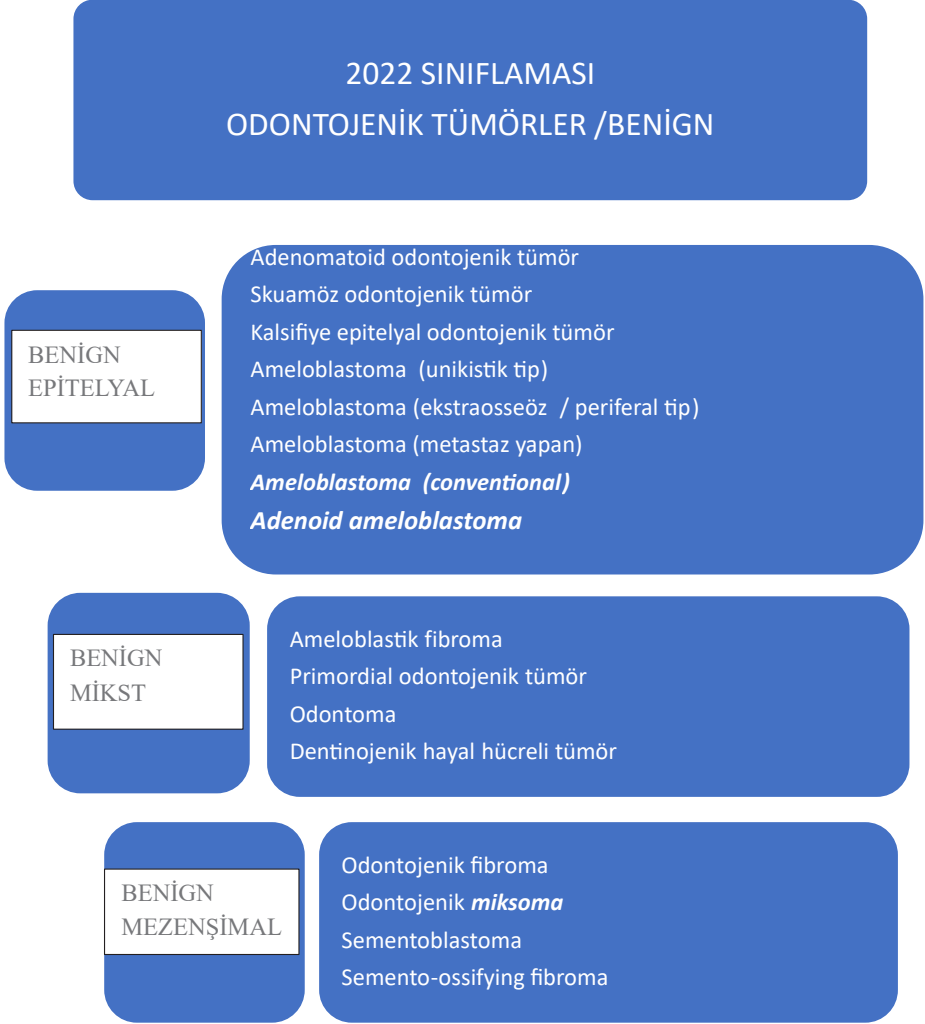 2022 SINIFLAMASI
ODONTOJENİK TÜMÖRLER /BENİGN
BENİGN
EPİTELYAL
Adenomatoid odontojenik tümör
Skuamöz odontojenik tümör
Kalsifiye epitelyal odontojenik tümör
Ameloblastoma (unikistik tip)
Ameloblastoma (ekstraosseöz / periferal tip)
Ameloblastoma (metastaz yapan)
Ameloblastoma (conventional)
Adenoid ameloblastoma
BENİGN
MİKST
Ameloblastik fibroma
Primordial odontojenik tümör
Odontoma
Dentinojenik hayal hücreli tümör
BENİGN
MEZENŞİMAL
Odontojenik fibroma
Odontojenik miksoma
Sementoblastoma
Semento-ossifying fibroma